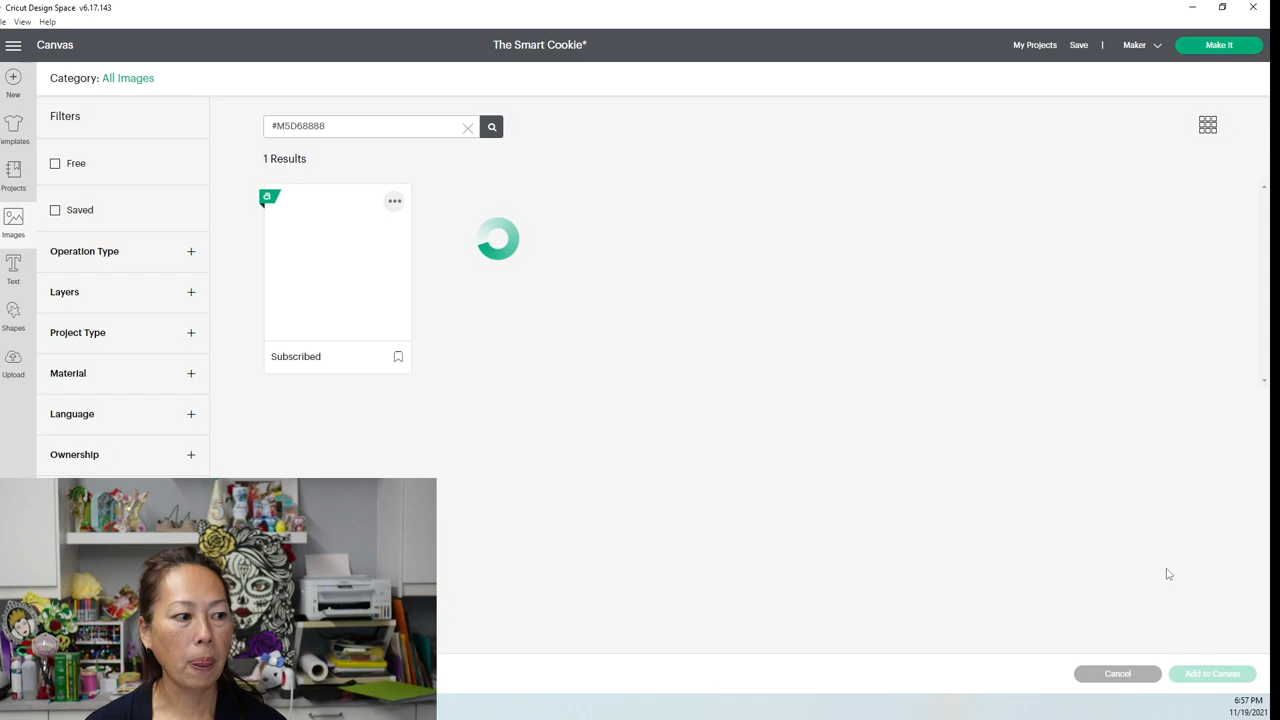 Cricut Design Space v6.17.143
le View Help
Canvas
The Smart Cookie*
My Projects Save | Maker Make It
New
Templates
Projects
Images
Text
Shapes
Upload
Category: All Images
Filters
Free
Saved
Operation Type +
Layers +
Project Type +
Material +
Language +
Ownership +
#M5D68888
1 Results
Subscribed
5
Cancel Add to Canvas
6:57 PM
11/19/2021